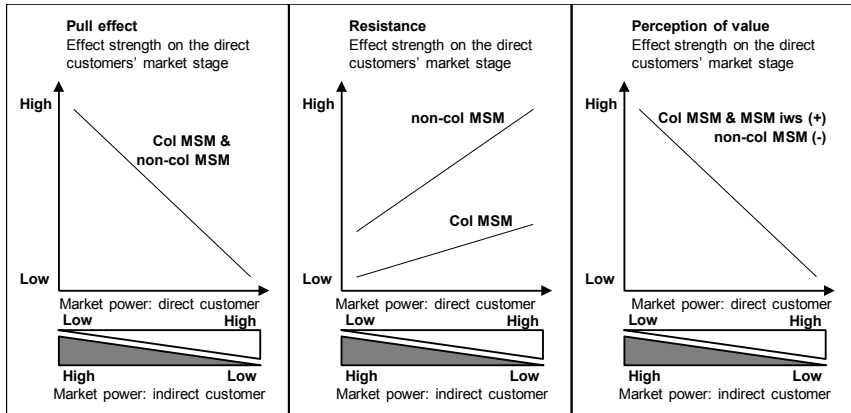 Pull effect
Effect strength on the direct
customers' market stage
High
Col MSM &
non-col MSM
Low
Market power: direct customer
Low High
High Low
Market power: indirect customer
Resistance
Effect strength on the direct
customers' market stage
High
non-col MSM
Col MSM
Low
Market power: direct customer
Low High
High Low
Market power: indirect customer
Perception of value
Effect strength on the direct
customers' market stage
High
Col MSM & MSM iws (+)
non-col MSM (-)
Low
Market power: direct customer
Low High
High Low
Market power: indirect customer